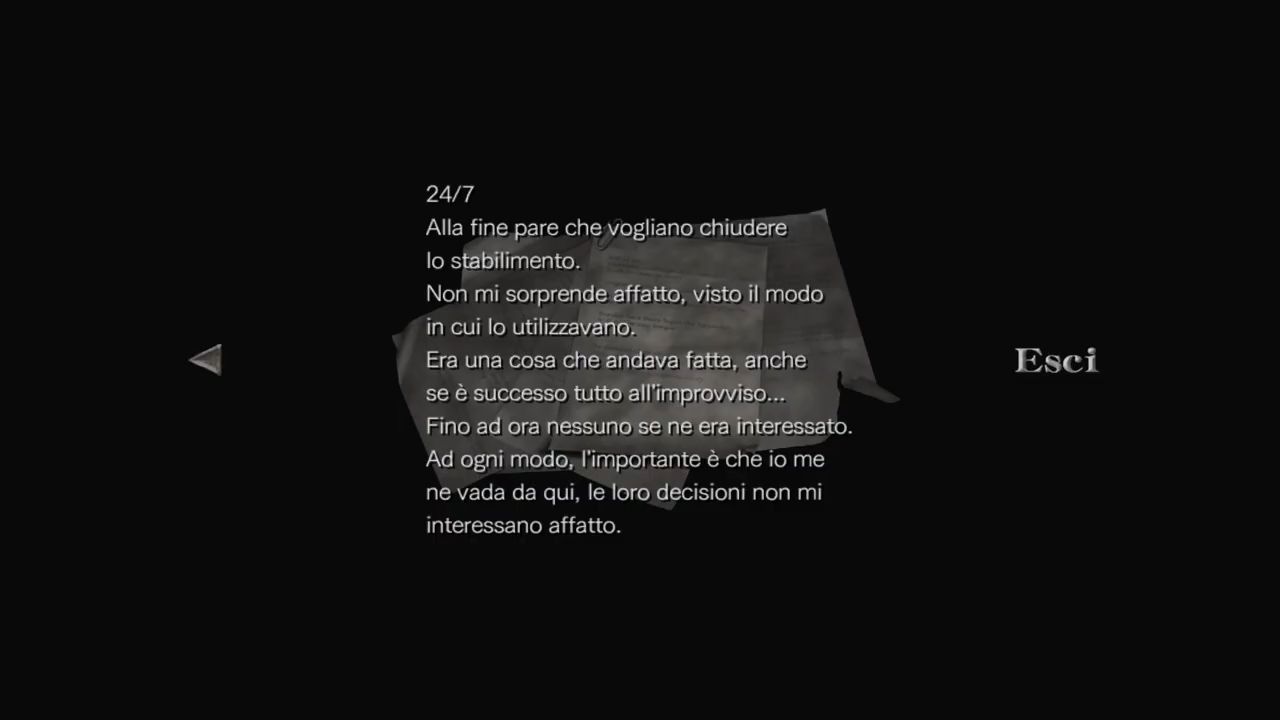 24/7
Alla fine pare che vogliano chiudere
lo stabilimento.
Non mi sorprende affatto, visto il modo
in cui lo utilizzavano.
Era una cosa che andava fatta, anche
se è successo tutto all'improvviso...
Fino ad ora nessuno se ne era interessato.
Ad ogni modo, l'importante è che io me
ne vada da qui, le loro decisioni non mi
interessano affatto.
Esci